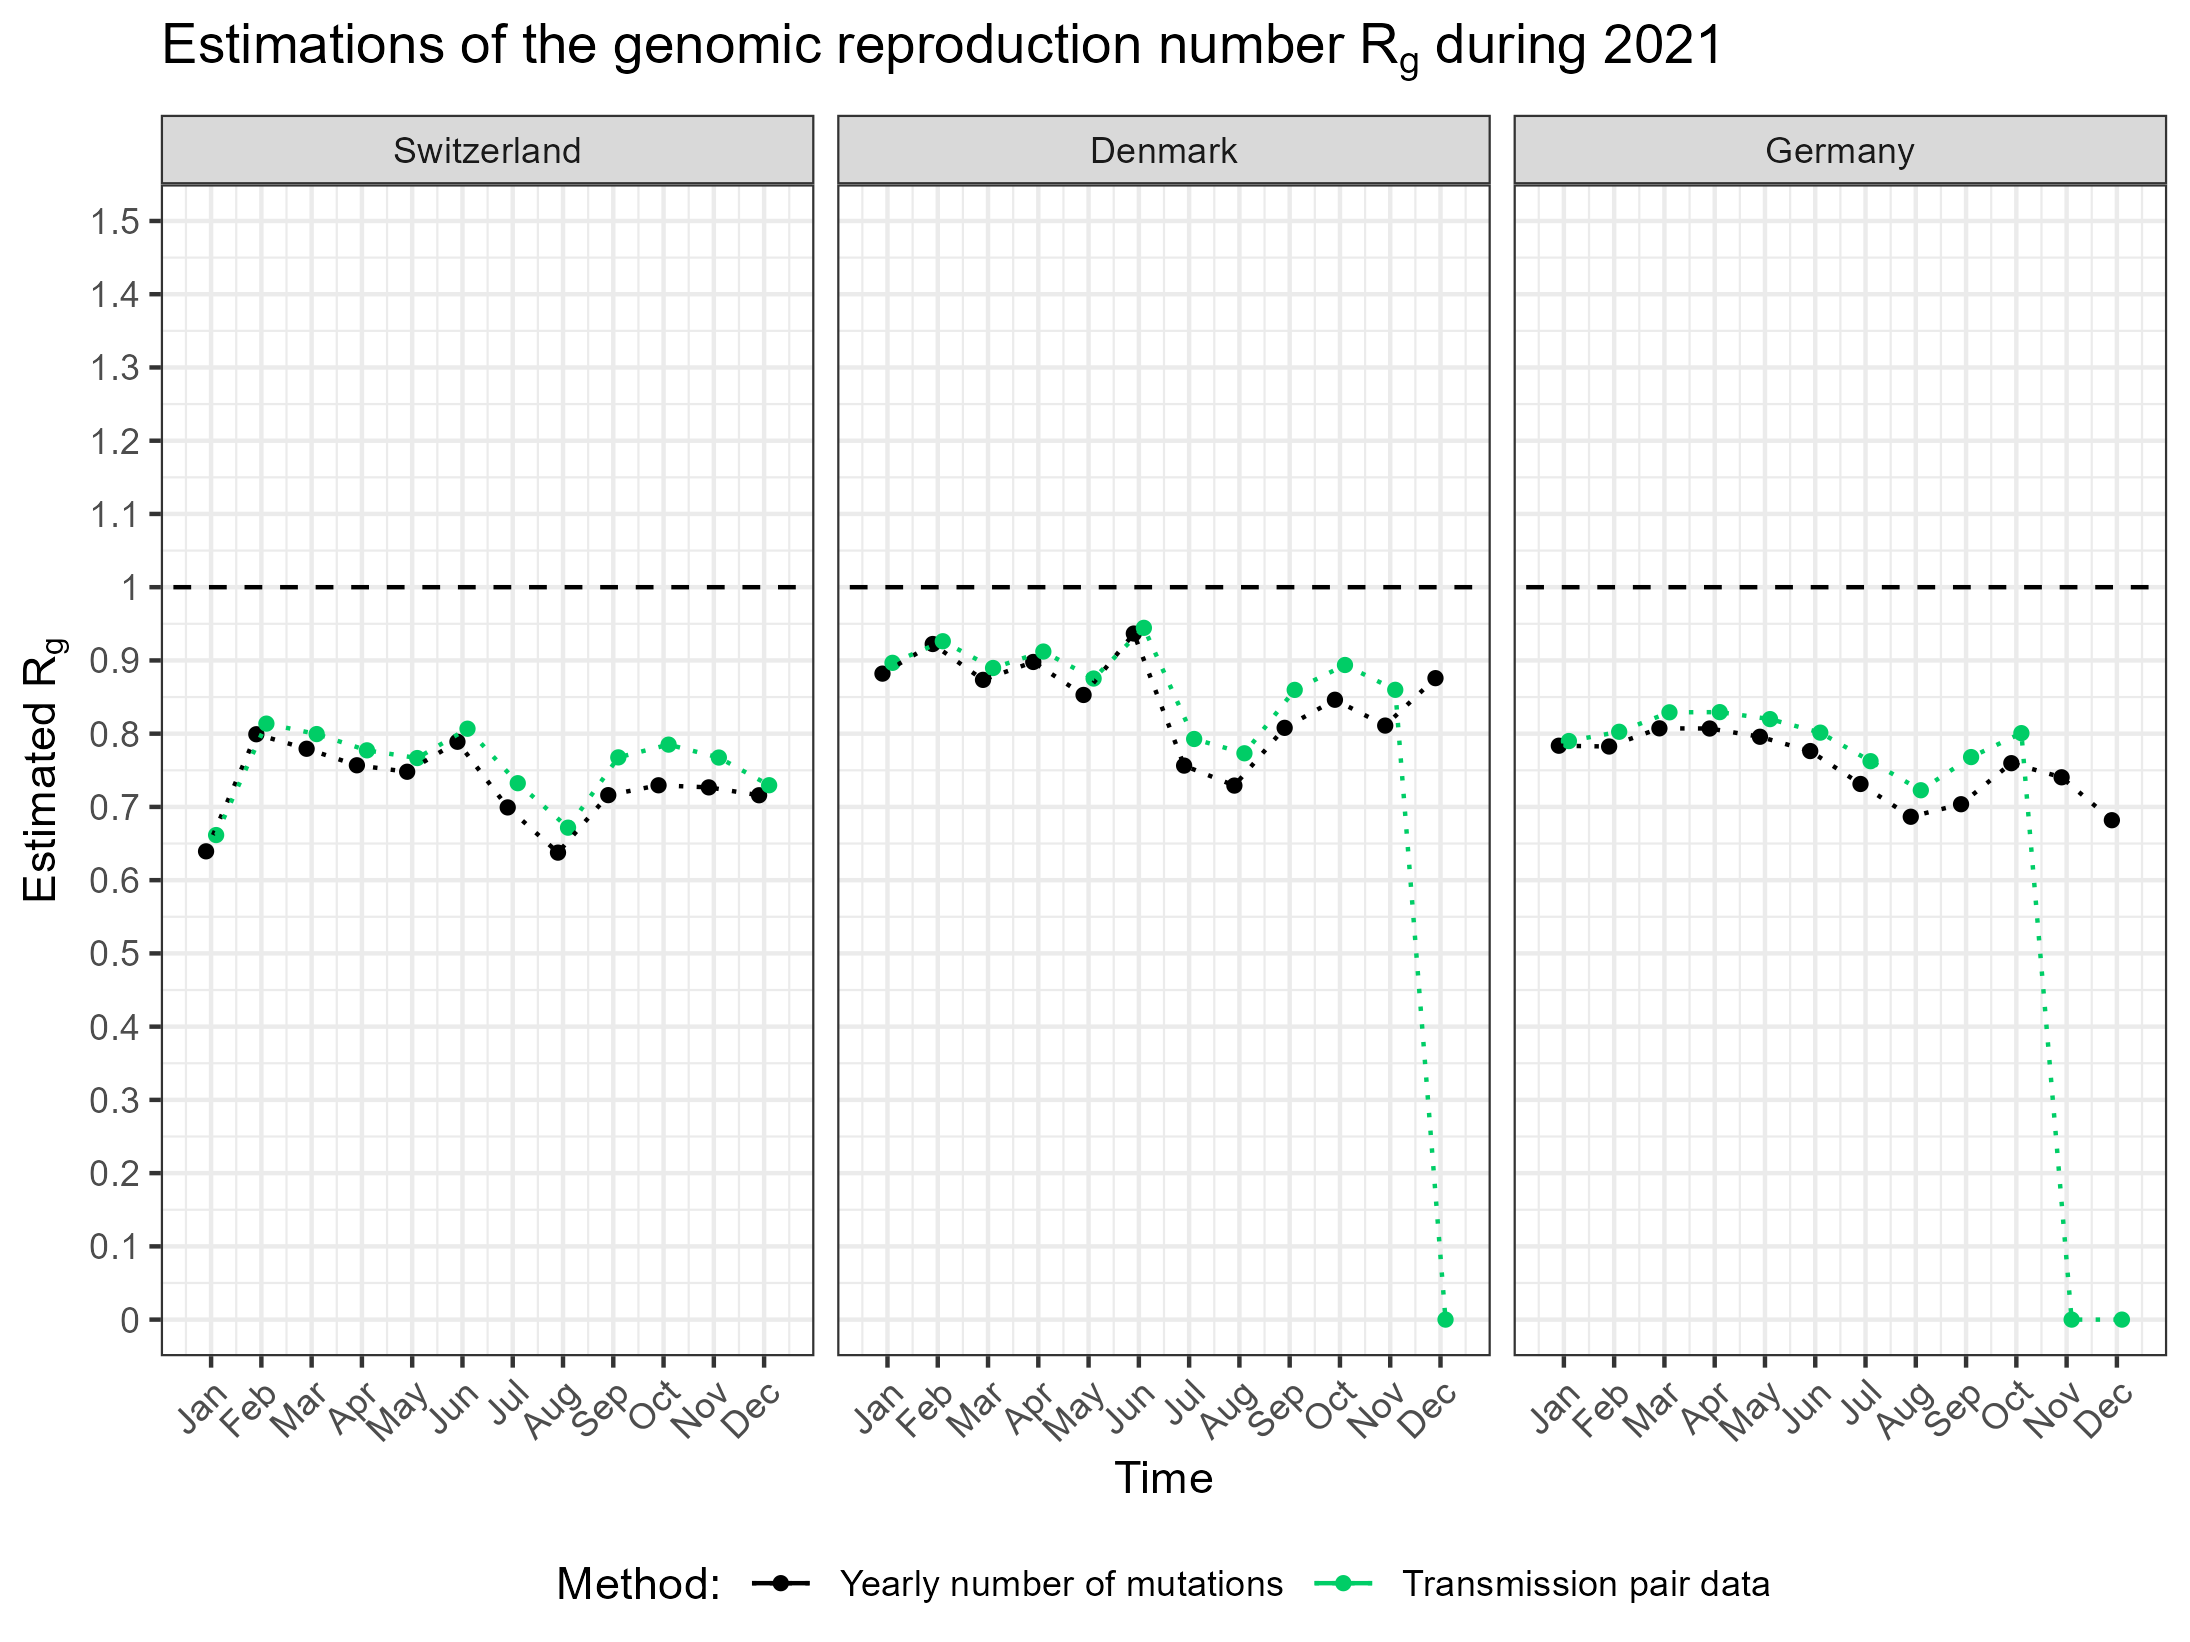 Estimations of the genomic reproduction number Rg during 2021
Switzerland Denmark Germany
Estimated Rg
1.5
1.4
1.3
1.2
1.1
1
0.9
0.8
0.7
0.6
0.5
0.4
0.3
0.2
0.1
0
Jan Feb Mar Apr May Jun Jul Aug Sep Oct Nov Dec Jan Feb Mar Apr May Jun Jul Aug Sep Oct Nov Dec Jan Feb Mar Apr May Jun Jul Aug Sep Oct Nov Dec
Time
Method: Yearly number of mutations Transmission pair data